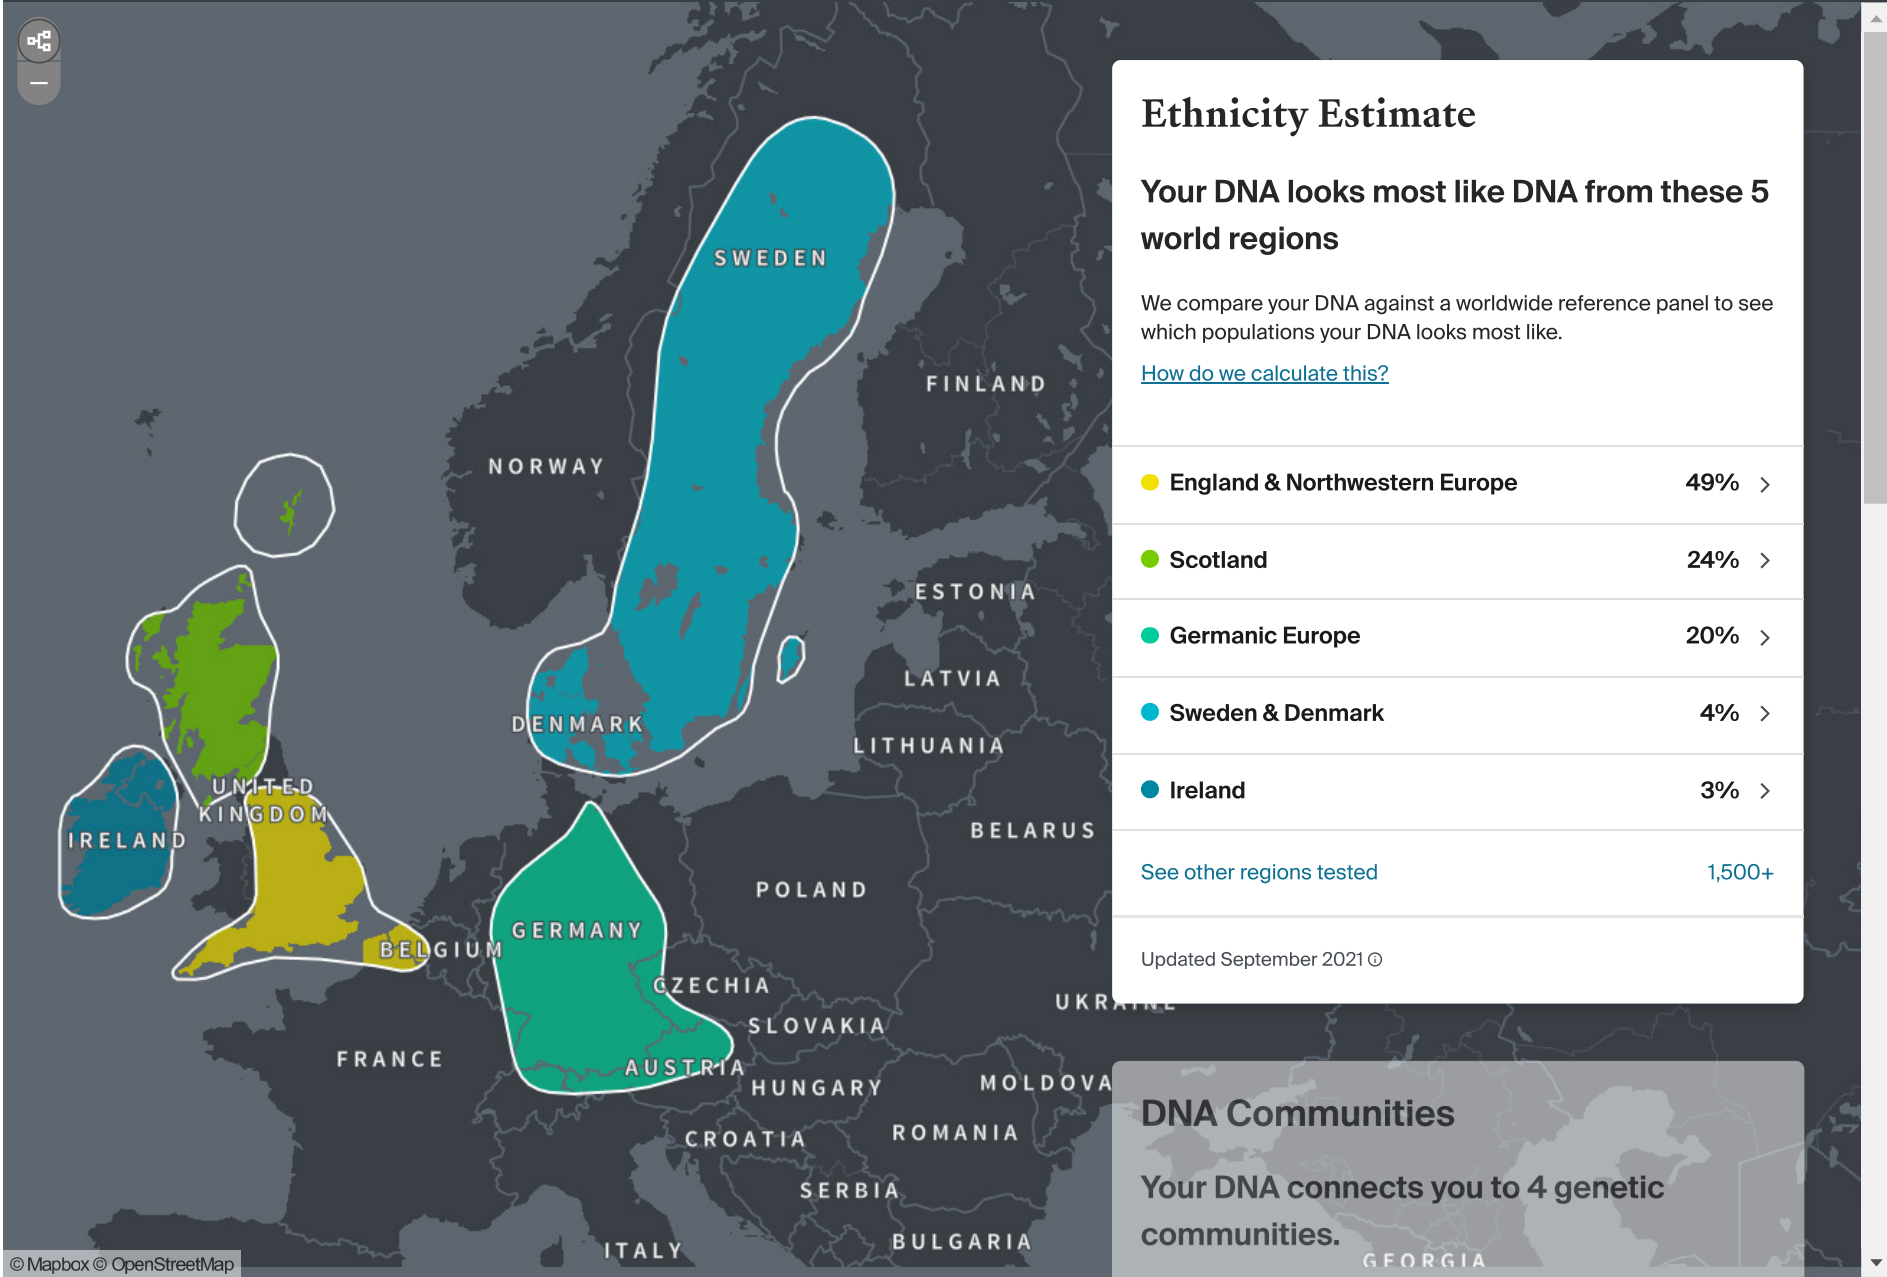 Ethnicity Estimate
Your DNA looks most like DNA from these 5
world regions
We compare your DNA against a worldwide reference panel to see
which populations your DNA looks most like.
How do we calculate this?
England & Northwestern Europe 49%
Scotland 24%
Germanic Europe 20%
Sweden & Denmark 4%
Ireland 3%
See other regions tested 1,500+
Updated September 2021
DNA Communities
Your DNA connects you to 4 genetic
communities.
SWEDEN
FINLAND
NORWAY
ESTONIA
LATVIA
DENMARK
LITHUANIA
UNITED
KINGDOM
IRELAND
BELARUS
POLAND
GERMANY
BELGIUM
CZECHIA
UKRAINE
SLOVAKIA
FRANCE
AUSTRIA
HUNGARY
MOLDOVA
CROATIA
ROMANIA
SERBIA
BULGARIA
ITALY
GEORGIA
© Mapbox © OpenStreetMap